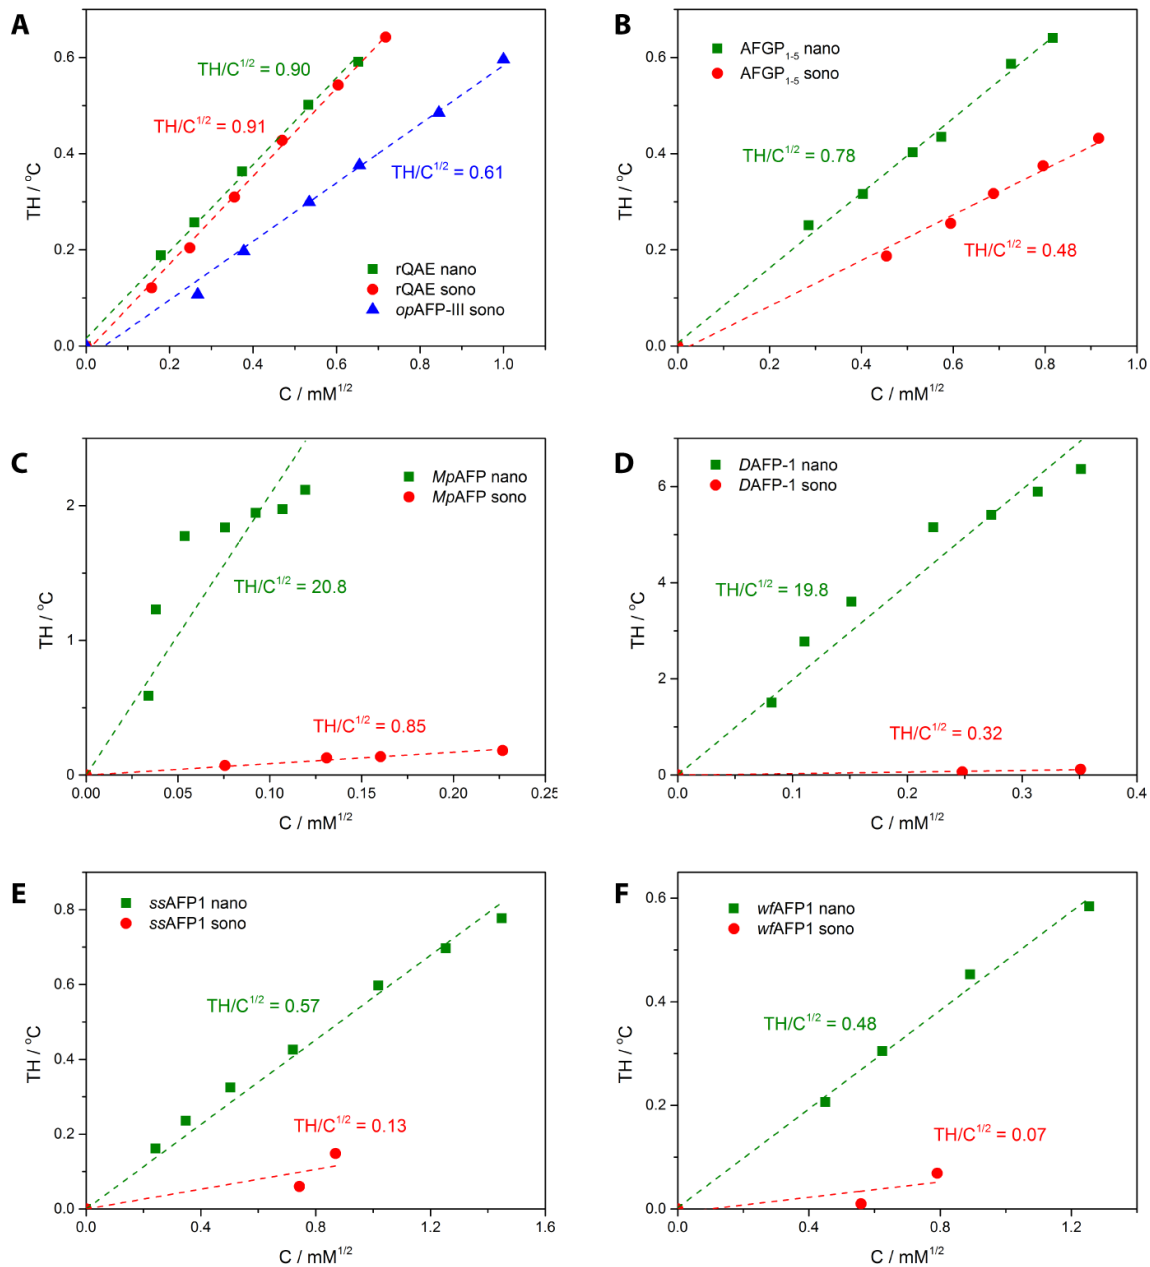 A
TH / °C
0.6
0.4
0.2
0.0
TH/C^1/2 = 0.90
TH/C^1/2 = 0.91
TH/C^1/2 = 0.61
rQAE nano
rQAE sono
opAFP-III sono
0.0 0.2 0.4 0.6 0.8 1.0
C / mM^1/2
B
TH / °C
0.6
0.4
0.2
0.0
AFGP1-5 nano
AFGP1-5 sono
TH/C^1/2 = 0.78
TH/C^1/2 = 0.48
0.0 0.2 0.4 0.6 0.8 1.0
C / mM^1/2
C
TH / °C
2
1
0
MpAFP nano
MpAFP sono
TH/C^1/2 = 20.8
TH/C^1/2 = 0.85
0.00 0.05 0.10 0.15 0.20 0.25
C / mM^1/2
D
TH / °C
6
4
2
0
DAFP-1 nano
DAFP-1 sono
TH/C^1/2 = 19.8
TH/C^1/2 = 0.32
0.0 0.1 0.2 0.3 0.4
C / mM^1/2
E
TH / °C
0.8
0.6
0.4
0.2
0.0
ssAFP1 nano
ssAFP1 sono
TH/C^1/2 = 0.57
TH/C^1/2 = 0.13
0.0 0.4 0.8 1.2 1.6
C / mM^1/2
F
TH / °C
0.6
0.4
0.2
0.0
wfAFP1 nano
wfAFP1 sono
TH/C^1/2 = 0.48
TH/C^1/2 = 0.07
0.0 0.4 0.8 1.2
C / mM^1/2